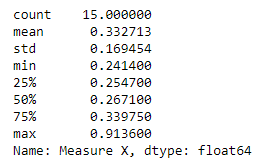 count    15.000000
mean      0.332713
std       0.169454
min       0.241400
25%       0.254700
50%       0.267100
75%       0.339750
max       0.913600
Name: Measure X, dtype: float64